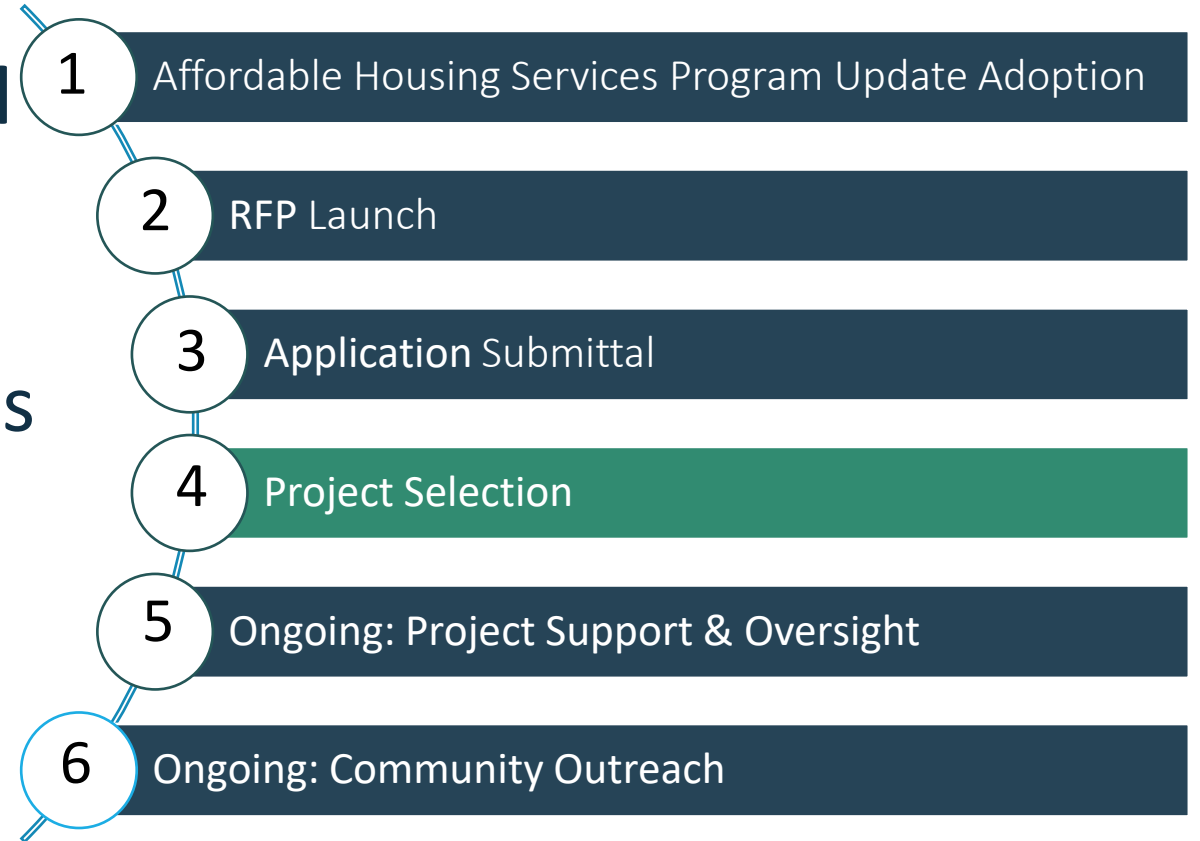 1 Affordable Housing Services Program Update Adoption
2 RFP Launch
3 Application Submittal
s
4 Project Selection
5 Ongoing: Project Support & Oversight
6 Ongoing: Community Outreach